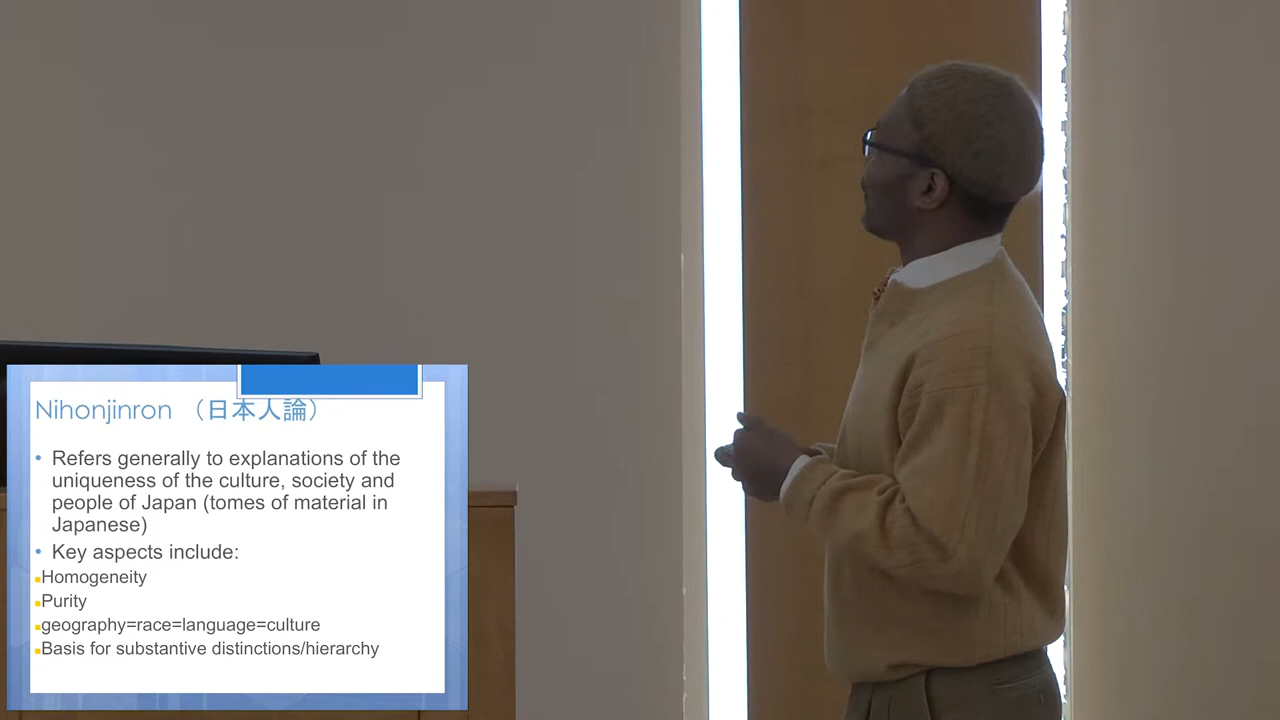 Nihonjinron （日本人論）
• Refers generally to explanations of the
uniqueness of the culture, society and
people of Japan (tomes of material in
Japanese)
• Key aspects include:
Homogeneity
Purity
geography=race=language=culture
Basis for substantive distinctions/hierarchy